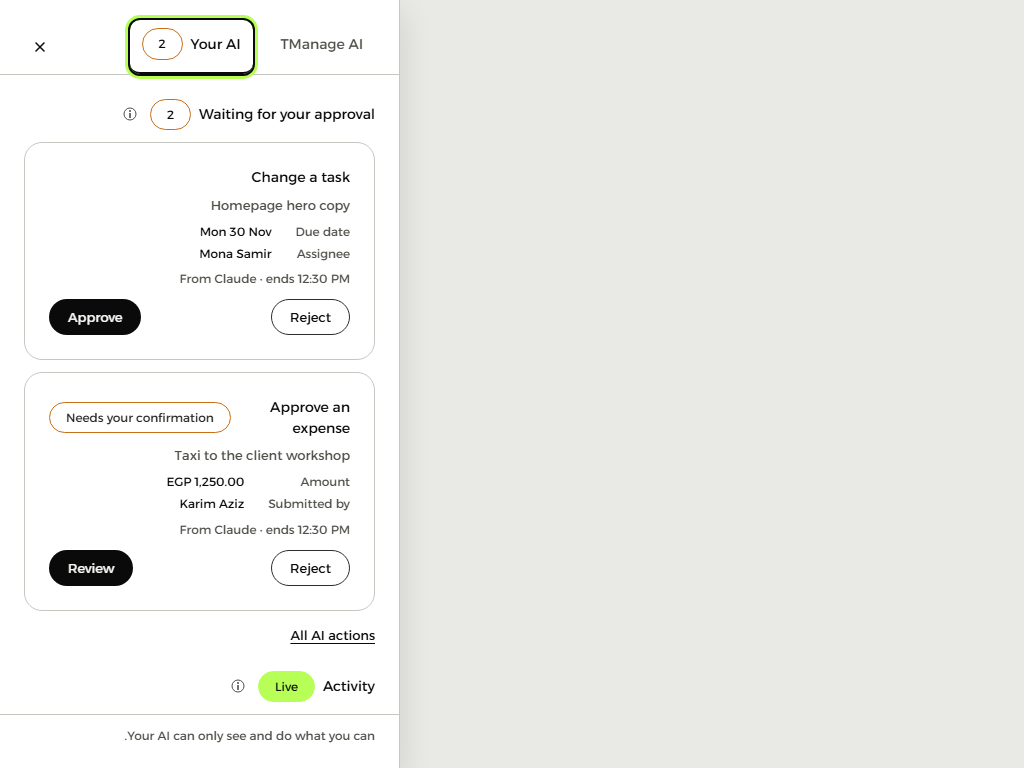 TManage AI
Your AI 2
Waiting for your approval 2
Change a task
Homepage hero copy
Due date Mon 30 Nov
Assignee Mona Samir
From Claude · ends 12:30 PM
Reject Approve
Approve an
expense
Needs your confirmation
Taxi to the client workshop
Amount EGP 1,250.00
Submitted by Karim Aziz
From Claude · ends 12:30 PM
Reject Review
All AI actions
Activity Live
.Your AI can only see and do what you can